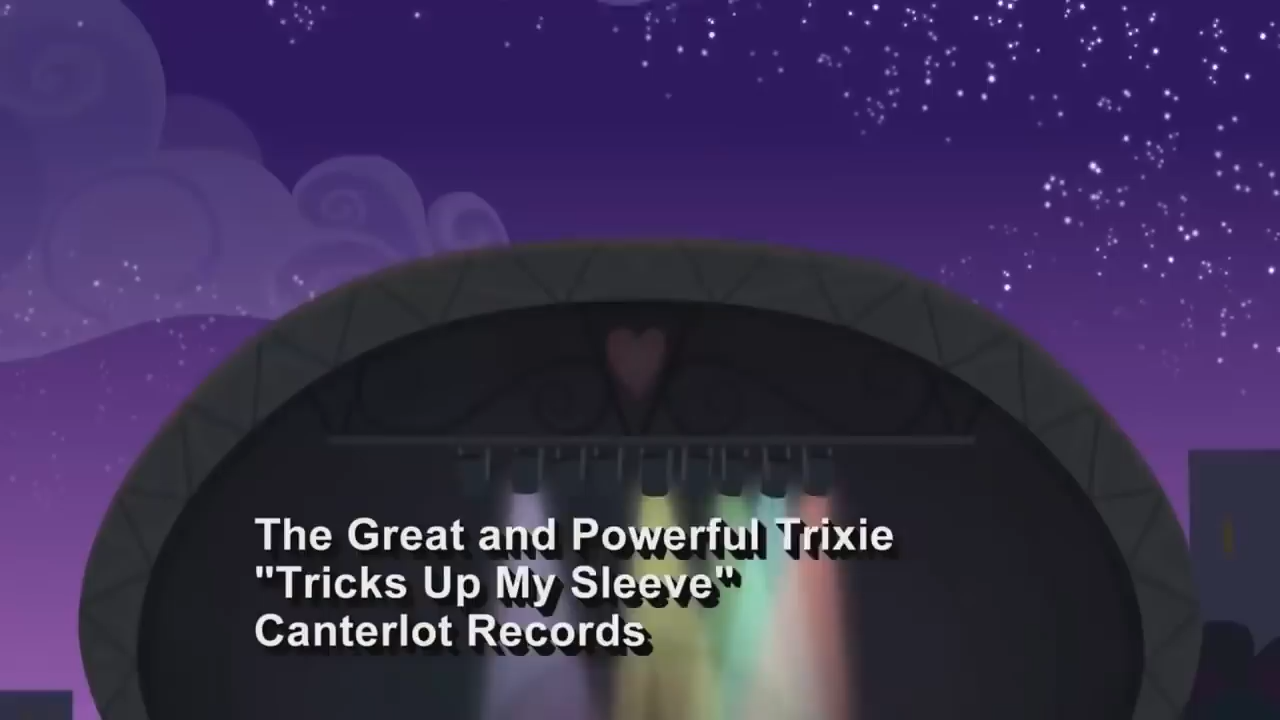 The Great and Powerful Trixie
"Tricks Up My Sleeve"
Canterlot Records